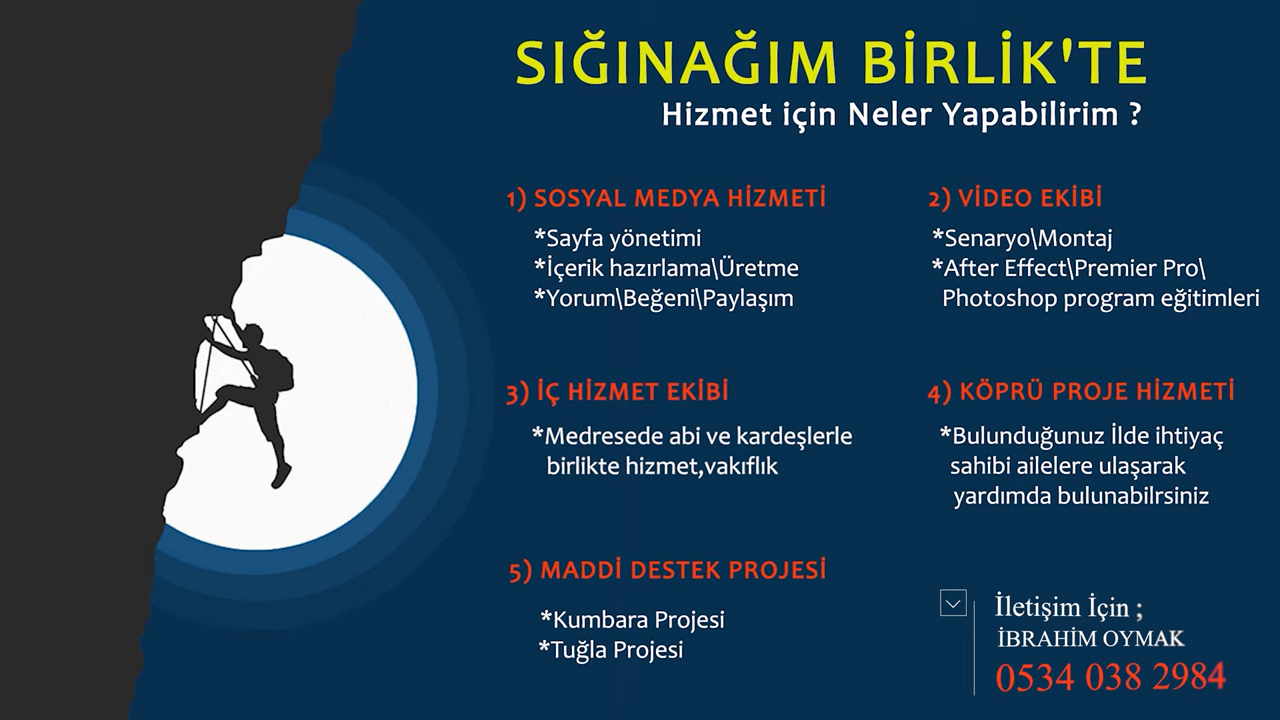 SIĞINAĞIM BİRLİK'TE
Hizmet için Neler Yapabilirim ?
1) SOSYAL MEDYA HİZMETİ
*Sayfa yönetimi
*İçerik hazırlama\Üretme
*Yorum\Beğeni\Paylaşım
2) VİDEO EKİBİ
*Senaryo\Montaj
*After Effect\Premier Pro\
Photoshop program eğitimleri
3) İÇ HİZMET EKİBİ
*Medresede abi ve kardeşlerle
birlikte hizmet,vakıflık
4) KÖPRÜ PROJE HİZMETİ
*Bulunduğunuz İlde ihtiyaç
sahibi ailelere ulaşarak
yardımda bulunabilrsiniz
5) MADDİ DESTEK PROJESİ
*Kumbara Projesi
*Tuğla Projesi
İletişim İçin ;
İBRAHİM OYMAK
0534 038 2984